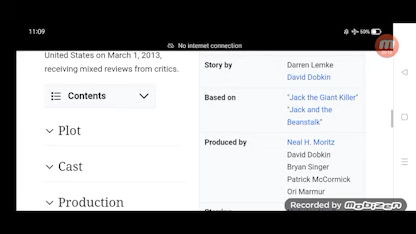 11:09
59%
No internet connection
United States on March 1, 2013,
receiving mixed reviews from critics.
Contents
Plot
Cast
Production
Story by
Darren Lemke
David Dobkin
Based on
"Jack the Giant Killer"
"Jack and the
Beanstalk"
Produced by
Neal H. Moritz
David Dobkin
Bryan Singer
Patrick McCormick
Ori Marmur
Recorded by
Mobizen